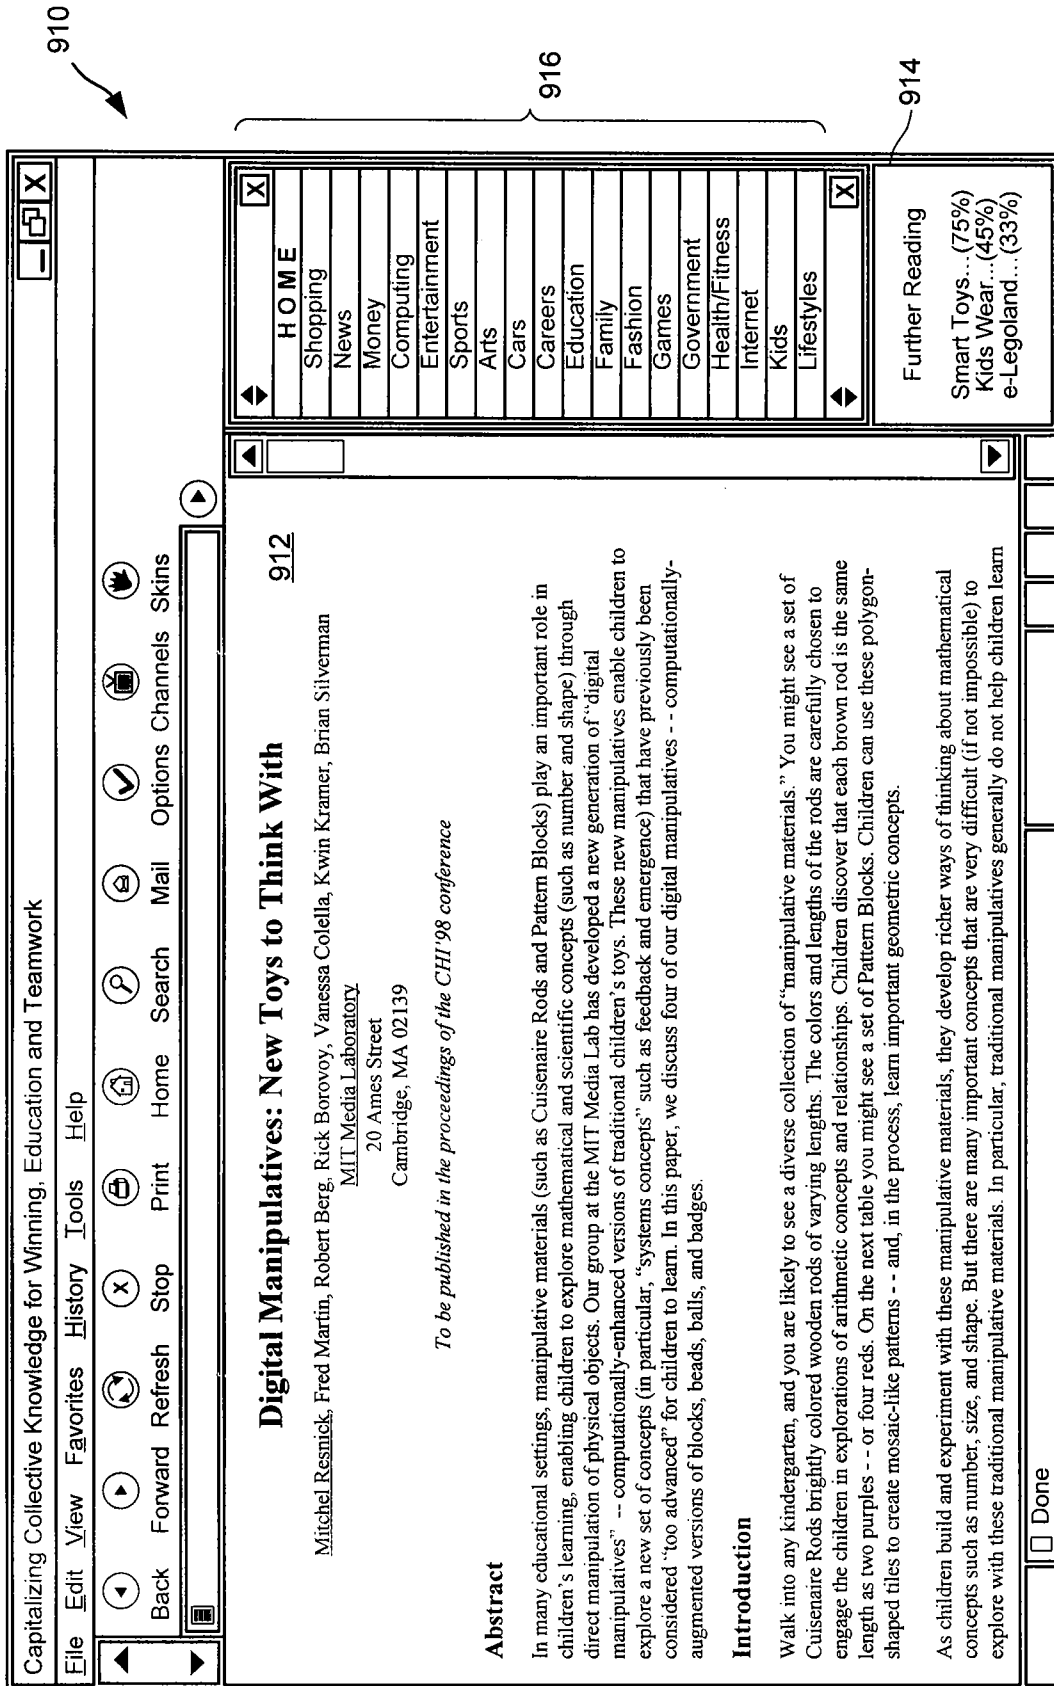 910
Capitalizing Collective Knowledge for Winning, Education and Teamwork
X
File Edit View Favorites History Tools Help
Back Forward Refresh Stop Print Home Search Mail Options Channels Skins
912
Digital Manipulatives: New Toys to Think With
Mitchel Resnick, Fred Martin, Robert Berg, Rick Borovoy, Vanessa Colella, Kwin Kramer, Brian Silverman
MIT Media Laboratory
20 Ames Street
Cambridge, MA 02139
To be published in the proceedings of the CHI'98 conference
Abstract
In many educational settings, manipulative materials (such as Cuisenaire Rods and Pattern Blocks) play an important role in
children's learning, enabling children to explore mathematical and scientific concepts (such as number and shape) through
direct manipulation of physical objects. Our group at the MIT Media Lab has developed a new generation of "digital
manipulatives" -- computationally-enhanced versions of traditional children's toys. These new manipulatives enable children to
explore a new set of concepts (in particular, "systems concepts" such as feedback and emergence) that have previously been
considered "too advanced" for children to learn. In this paper, we discuss four of our digital manipulatives - - computationally-
augmented versions of blocks, beads, balls, and badges.
Introduction
Walk into any kindergarten, and you are likely to see a diverse collection of "manipulative materials." You might see a set of
Cuisenaire Rods brightly colored wooden rods of varying lengths. The colors and lengths of the rods are carefully chosen to
engage the children in explorations of arithmetic concepts and relationships. Children discover that each brown rod is the same
length as two purples - - or four reds. On the next table you might see a set of Pattern Blocks. Children can use these polygon-
shaped tiles to create mosaic-like patterns - - and, in the process, learn important geometric concepts.
As children build and experiment with these manipulative materials, they develop richer ways of thinking about mathematical
concepts such as number, size, and shape. But there are many important concepts that are very difficult (if not impossible) to
explore with these traditional manipulative materials. In particular, traditional manipulatives generally do not help children learn
Done
X
HOME
Shopping
News
Money
Computing
Entertainment
Sports
Arts
Cars
Careers
Education
Family
Fashion
Games
Government
Health/Fitness
Internet
Kids
Lifestyles
X
916
914
Further Reading
Smart Toys...(75%)
Kids Wear...(45%)
e-Legoland...(33%)